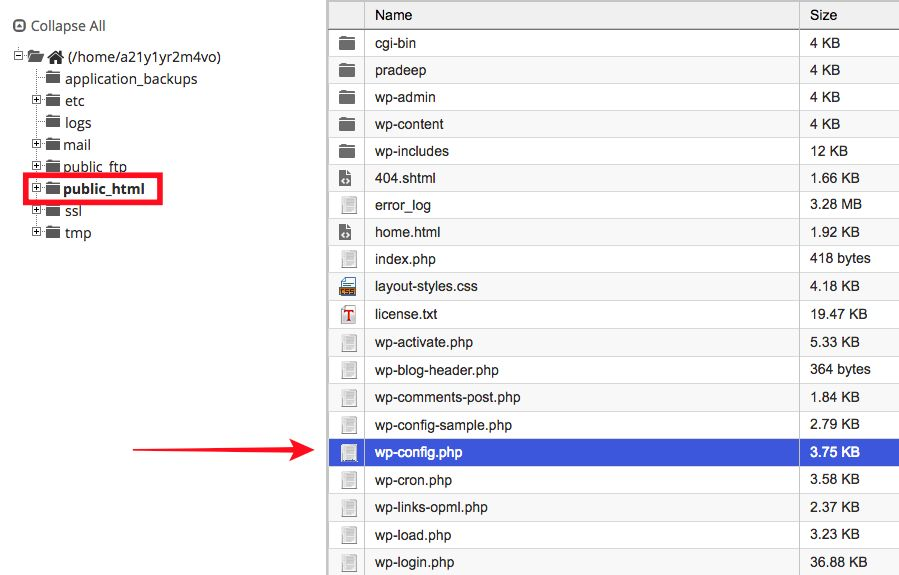 Collapse All
(/home/a21y1yr2m4vo)
application_backups
etc
logs
mail
public_ftp
public_html
ssl
tmp
Name Size
cgi-bin 4 KB
pradeep 4 KB
wp-admin 4 KB
wp-content 4 KB
wp-includes 12 KB
404.shtml 1.66 KB
error_log 3.28 MB
home.html 1.92 KB
index.php 418 bytes
layout-styles.css 4.18 KB
license.txt 19.47 KB
wp-activate.php 5.33 KB
wp-blog-header.php 364 bytes
wp-comments-post.php 1.84 KB
wp-config-sample.php 2.79 KB
wp-config.php 3.75 KB
wp-cron.php 3.58 KB
wp-links-opml.php 2.37 KB
wp-load.php 3.23 KB
wp-login.php 36.88 KB